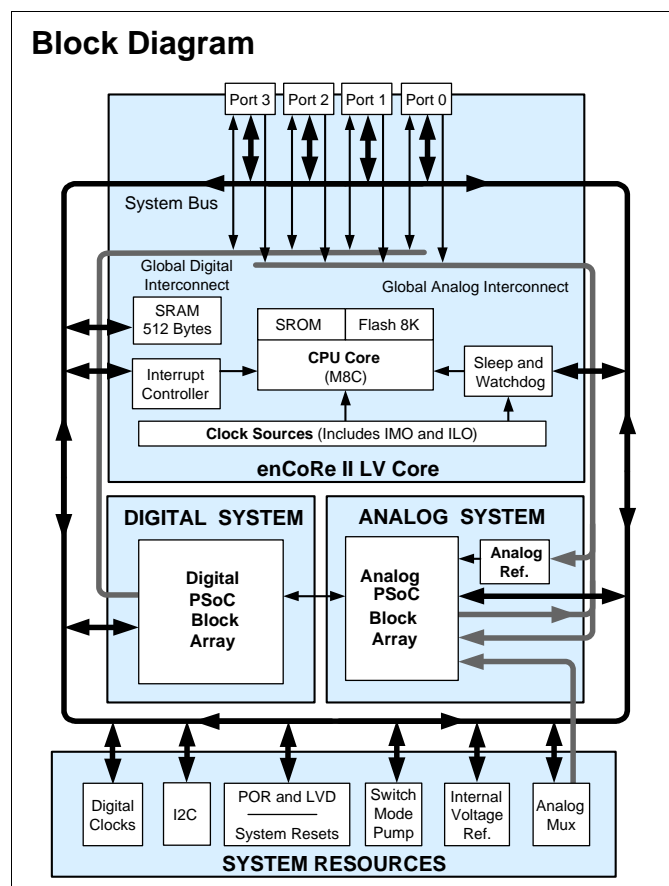 Block Diagram
Port 3
Port 2
Port 1
Port 0
System Bus
Global Digital
Interconnect
Global Analog Interconnect
SRAM
512 Bytes
SROM
Flash 8K
CPU Core
(M8C)
Interrupt
Controller
Sleep and
Watchdog
Clock Sources (Includes IMO and ILO)
enCoRe II LV Core
DIGITAL SYSTEM
Digital
PSoC
Block
Array
ANALOG SYSTEM
Analog
PSoC
Block
Array
Analog
Ref.
Digital
Clocks
I2C
POR and LVD
System Resets
Switch
Mode
Pump
Internal
Voltage
Ref.
Analog
Mux
SYSTEM RESOURCES